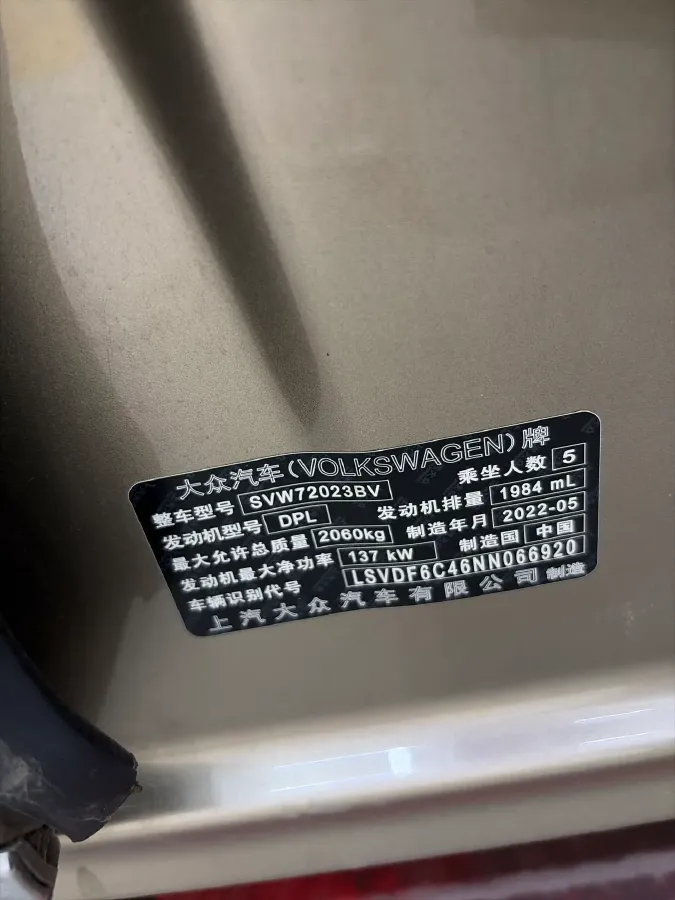 大众汽车(VOLKSWAGEN)牌
整车型号 SVW72023BV 乘坐人数 5
发动机型号 DPL 发动机排量 1984 mL
最大允许总质量 2060kg 制造年月 2022-05
发动机最大净功率 137 kW 制造国 中国
车辆识别代号 LSVDF6C46NN066920
上汽大众汽车有限公司 制造